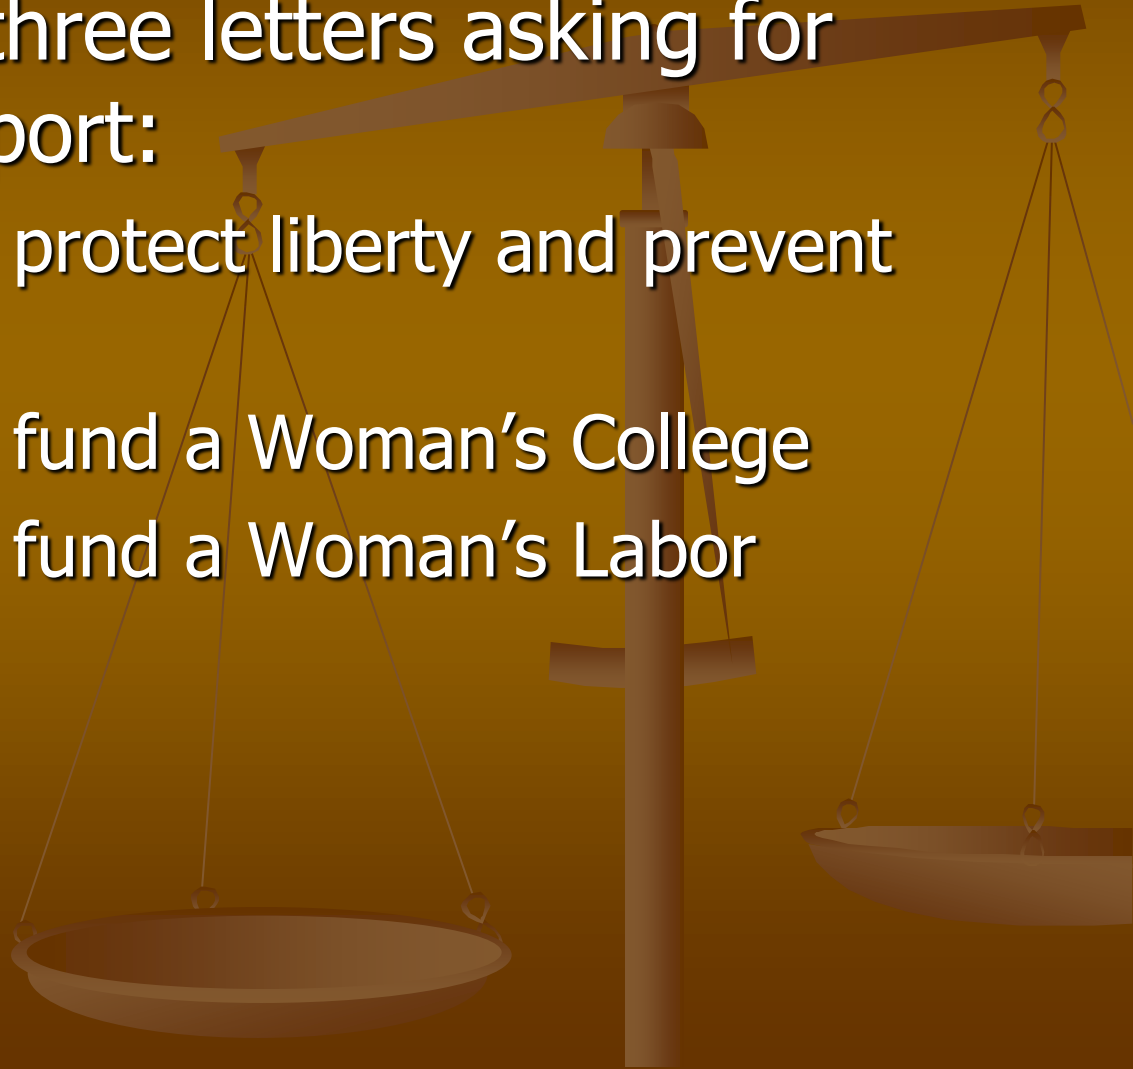 three letters asking for
port:
protect liberty and prevent
fund a Woman’s College
fund a Woman’s Labor